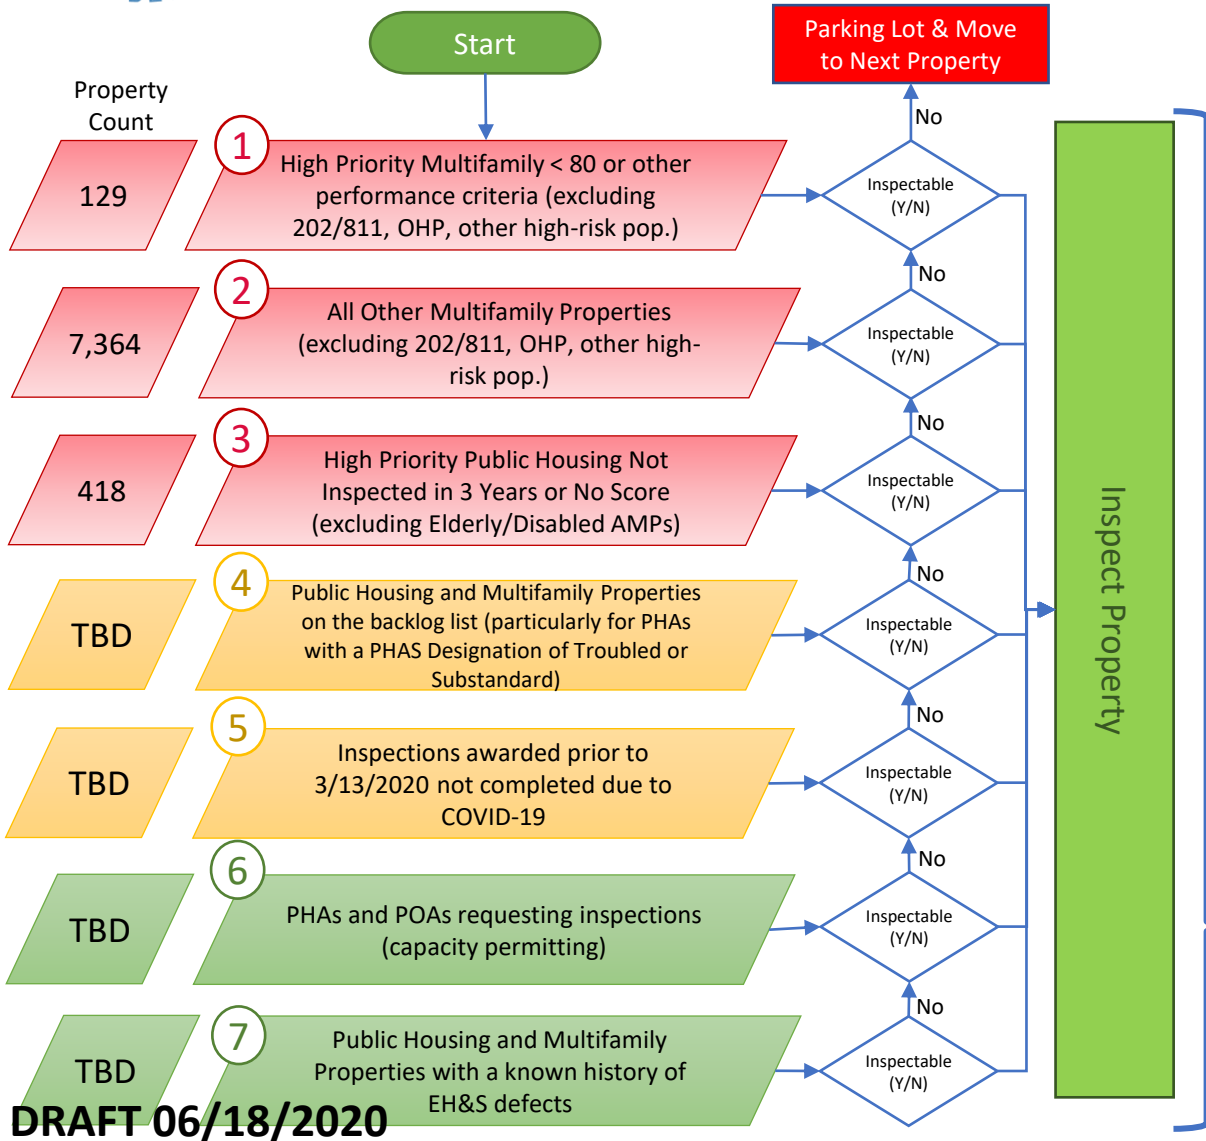 Start
Parking Lot & Move
to Next Property
Property
Count
No
1
129
High Priority Multifamily < 80 or other
performance criteria (excluding
202/811, OHP, other high-risk pop.)
Inspectable
(Y/N)
No
2
7,364
All Other Multifamily Properties
(excluding 202/811, OHP, other high-
risk pop.)
Inspectable
(Y/N)
No
3
418
High Priority Public Housing Not
Inspected in 3 Years or No Score
(excluding Elderly/Disabled AMPs)
Inspectable
(Y/N)
Inspect Property
No
4
TBD
Public Housing and Multifamily Properties
on the backlog list (particularly for PHAs
with a PHAS Designation of Troubled or
Substandard)
Inspectable
(Y/N)
No
5
TBD
Inspections awarded prior to
3/13/2020 not completed due to
COVID-19
Inspectable
(Y/N)
No
6
TBD
PHAs and POAs requesting inspections
(capacity permitting)
Inspectable
(Y/N)
No
7
TBD
Public Housing and Multifamily
Properties with a known history of
EH&S defects
Inspectable
(Y/N)
DRAFT 06/18/2020